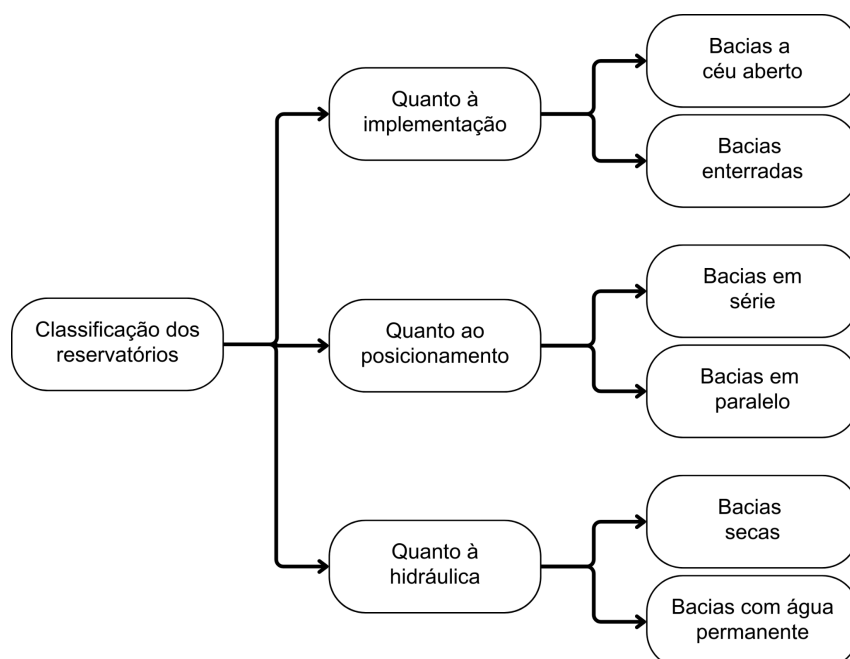 Classificação dos
reservatórios
Quanto à
implementação
Bacias a
céu aberto
Bacias
enterradas
Quanto ao
posicionamento
Bacias em
série
Bacias em
paralelo
Quanto à
hidráulica
Bacias
secas
Bacias com água
permanente